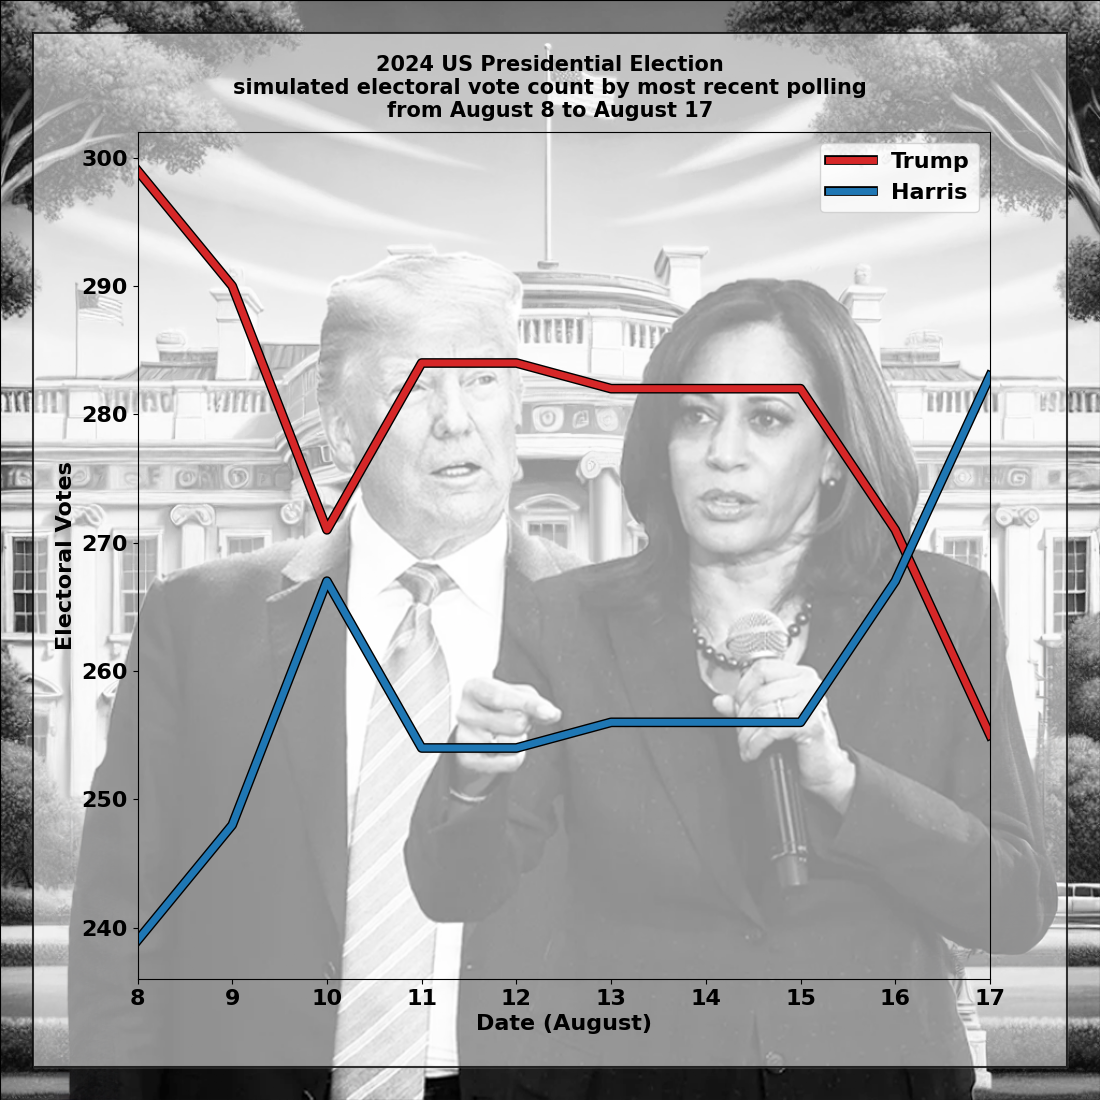 2024 US Presidential Election
simulated electoral vote count by most recent polling
from August 8 to August 17
Trump
Harris
300
290
280
270
260
250
240
Electoral Votes
8 9 10 11 12 13 14 15 16 17
Date (August)